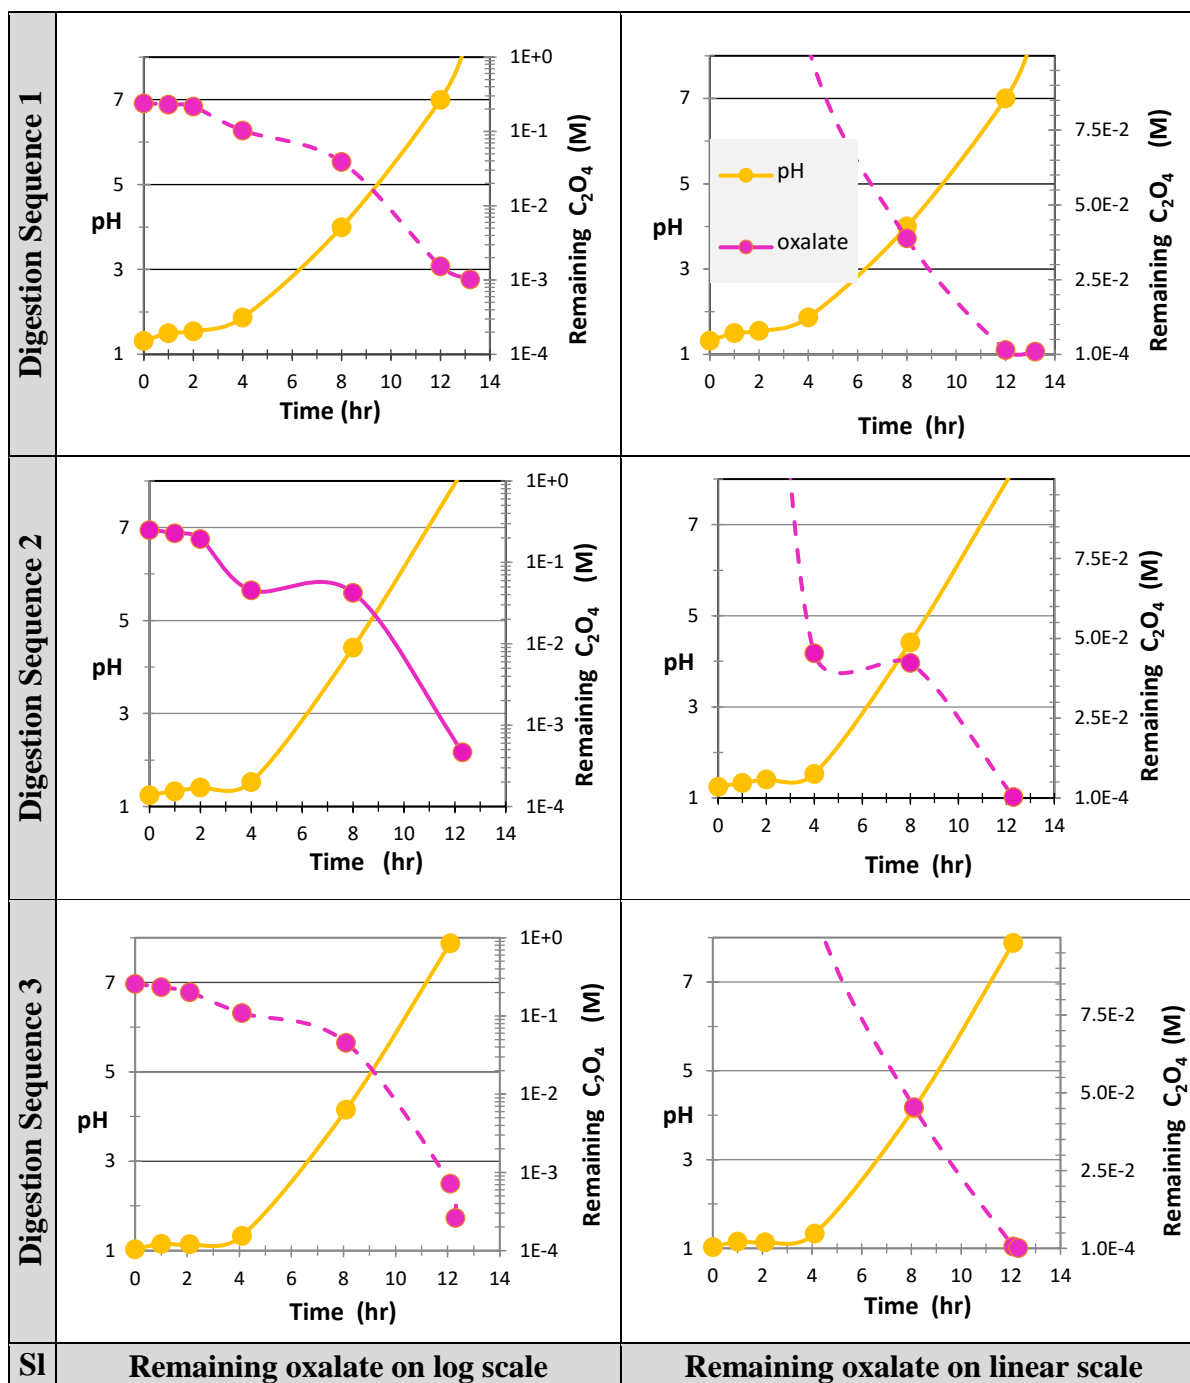 Digestion Sequence 1
7
5
pH
3
1
0 2 4 6 8 10 12 14
Time (hr)
1E+0
1E-1
1E-2
1E-3
1E-4
Remaining C₂O₄ (M)
7
5
pH
3
1
0 2 4 6 8 10 12 14
Time (hr)
pH
oxalate
7.5E-2
5.0E-2
2.5E-2
1.0E-4
Remaining C₂O₄ (M)
Digestion Sequence 2
7
5
pH
3
1
0 2 4 6 8 10 12 14
Time (hr)
1E+0
1E-1
1E-2
1E-3
1E-4
Remaining C₂O₄ (M)
7
5
pH
3
1
0 2 4 6 8 10 12 14
Time (hr)
7.5E-2
5.0E-2
2.5E-2
1.0E-4
Remaining C₂O₄ (M)
Digestion Sequence 3
7
5
pH
3
1
0 2 4 6 8 10 12 14
Time (hr)
1E+0
1E-1
1E-2
1E-3
1E-4
Remaining C₂O₄ (M)
7
5
pH
3
1
0 2 4 6 8 10 12 14
Time (hr)
7.5E-2
5.0E-2
2.5E-2
1.0E-4
Remaining C₂O₄ (M)
Sl
Remaining oxalate on log scale
Remaining oxalate on linear scale